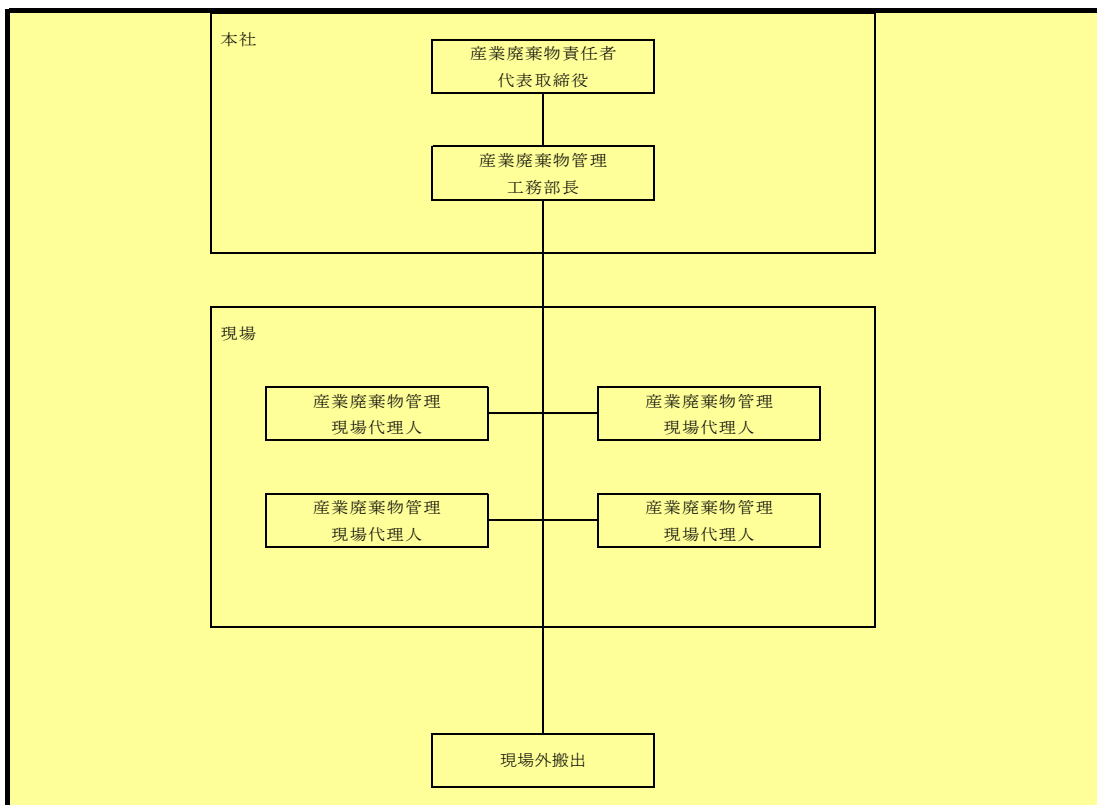 本社
産業廃棄物責任者
代表取締役
産業廃棄物管理
工務部長
現場
産業廃棄物管理
現場代理人
産業廃棄物管理
現場代理人
産業廃棄物管理
現場代理人
産業廃棄物管理
現場代理人
現場外搬出